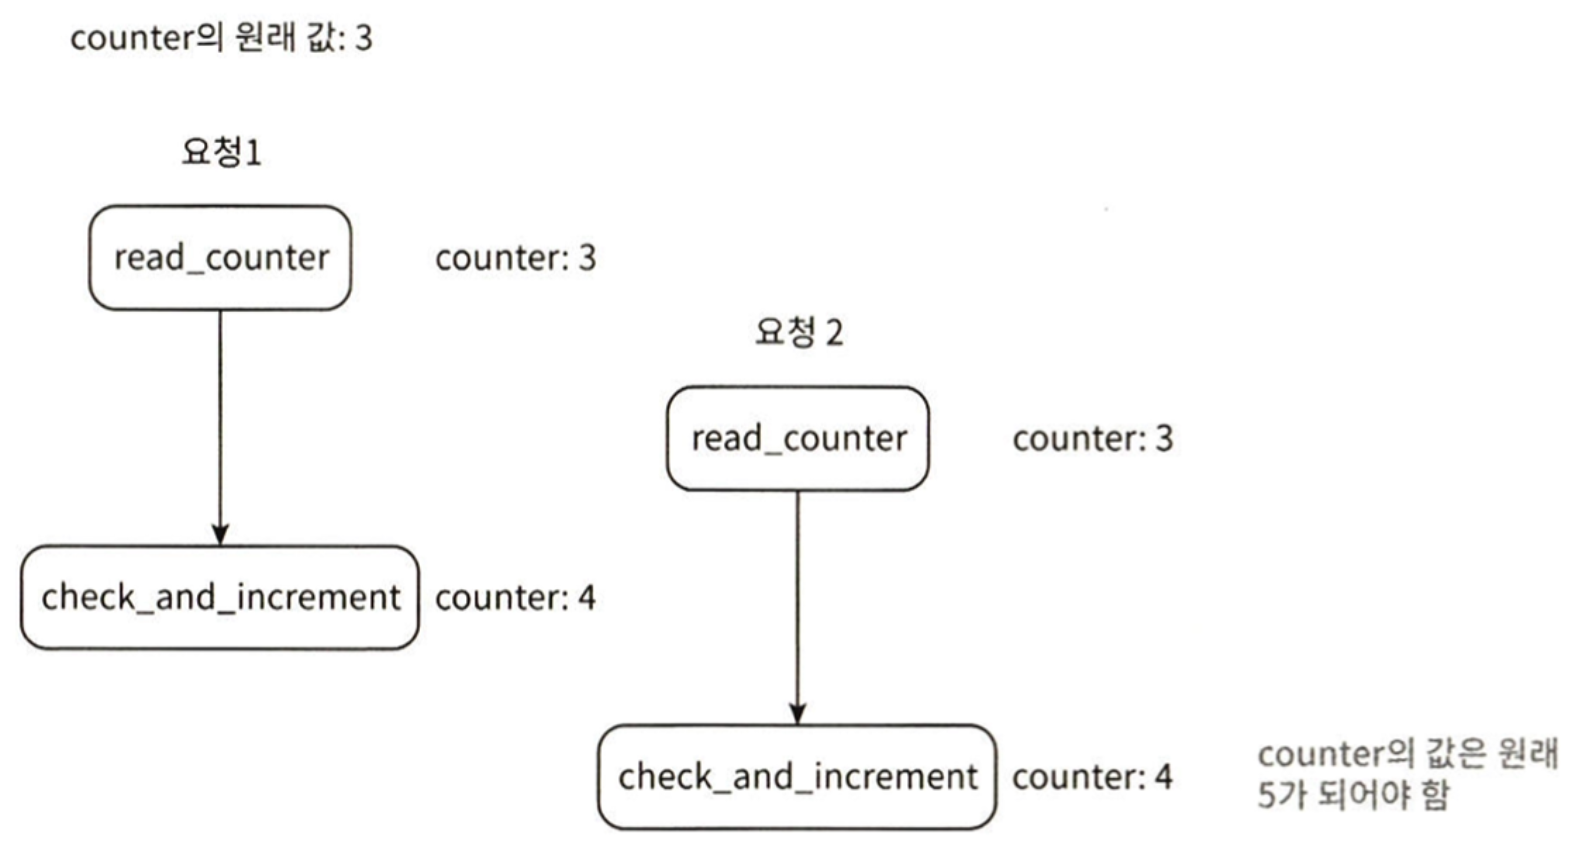 counter의 원래 값: 3
요청1
read_counter
counter: 3
요청 2
read_counter
counter: 3
check_and_increment
counter: 4
check_and_increment
counter: 4
counter의 값은 원래
5가 되어야 함